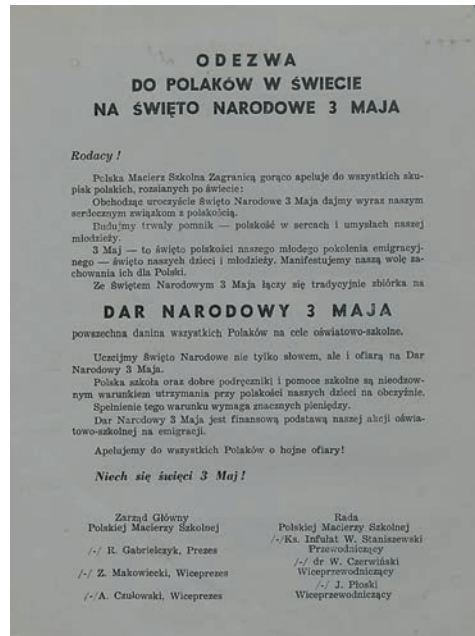 ODEZWA
DO POLAKÓW W ŚWIECIE
NA ŚWIĘTO NARODOWE 3 MAJA
Rodacy !
Polska Macierz Szkolna Zagranicą gorąco apeluje do wszystkich sku-
pisk polskich, rozsianych po świecie:
Obchodząc uroczyście Święto Narodowe 3 Maja dajmy wyraz naszym
serdecznym związkom z polskością.
Budujmy trwały pomnik — polskość w sercach i umysłach naszej
młodzieży.
3 Maj — to święto polskości naszego młodego pokolenia emigracyj-
nego — święto naszych dzieci i młodzieży. Manifestujemy naszą wolę za-
chowania ich dla Polski.
Ze Świętem Narodowym 3 Maja łączy się tradycyjnie zbiórka na
DAR NARODOWY 3 MAJA
powszechna danina wszystkich Polaków na cele oświatowo-szkolne.
Uczcijmy Święto Narodowe nie tylko słowem, ale i ofiarą na Dar
Narodowy 3 Maja.
Polska szkoła oraz dobre podręczniki i pomoce szkolne są nieodzow-
nym warunkiem utrzymania przy polskości naszych dzieci na obczyźnie.
Spełnienie tego warunku wymaga znacznych pieniędzy.
Dar Narodowy 3 Maja jest finansową podstawą naszej akcji oświa-
towo-szkolnej na emigracji.
Apelujemy do wszystkich Polaków o hojne ofiary!
Niech się święci 3 Maj !
Zarząd Główny
Polskiej Macierzy Szkolnej
/-/ R. Gabrielczyk, Prezes
/-/ Z. Makowiecki, Wiceprezes
/-/A. Czułowski, Wiceprezes
Rada
Polskiej Macierzy Szkolnej
/-/Ks. Infułat W. Staniszewski
Przewodniczący
/-/ dr W. Czerwiński
Wiceprzewodniczący
/-/ J. Płoski
Wiceprzewodniczący